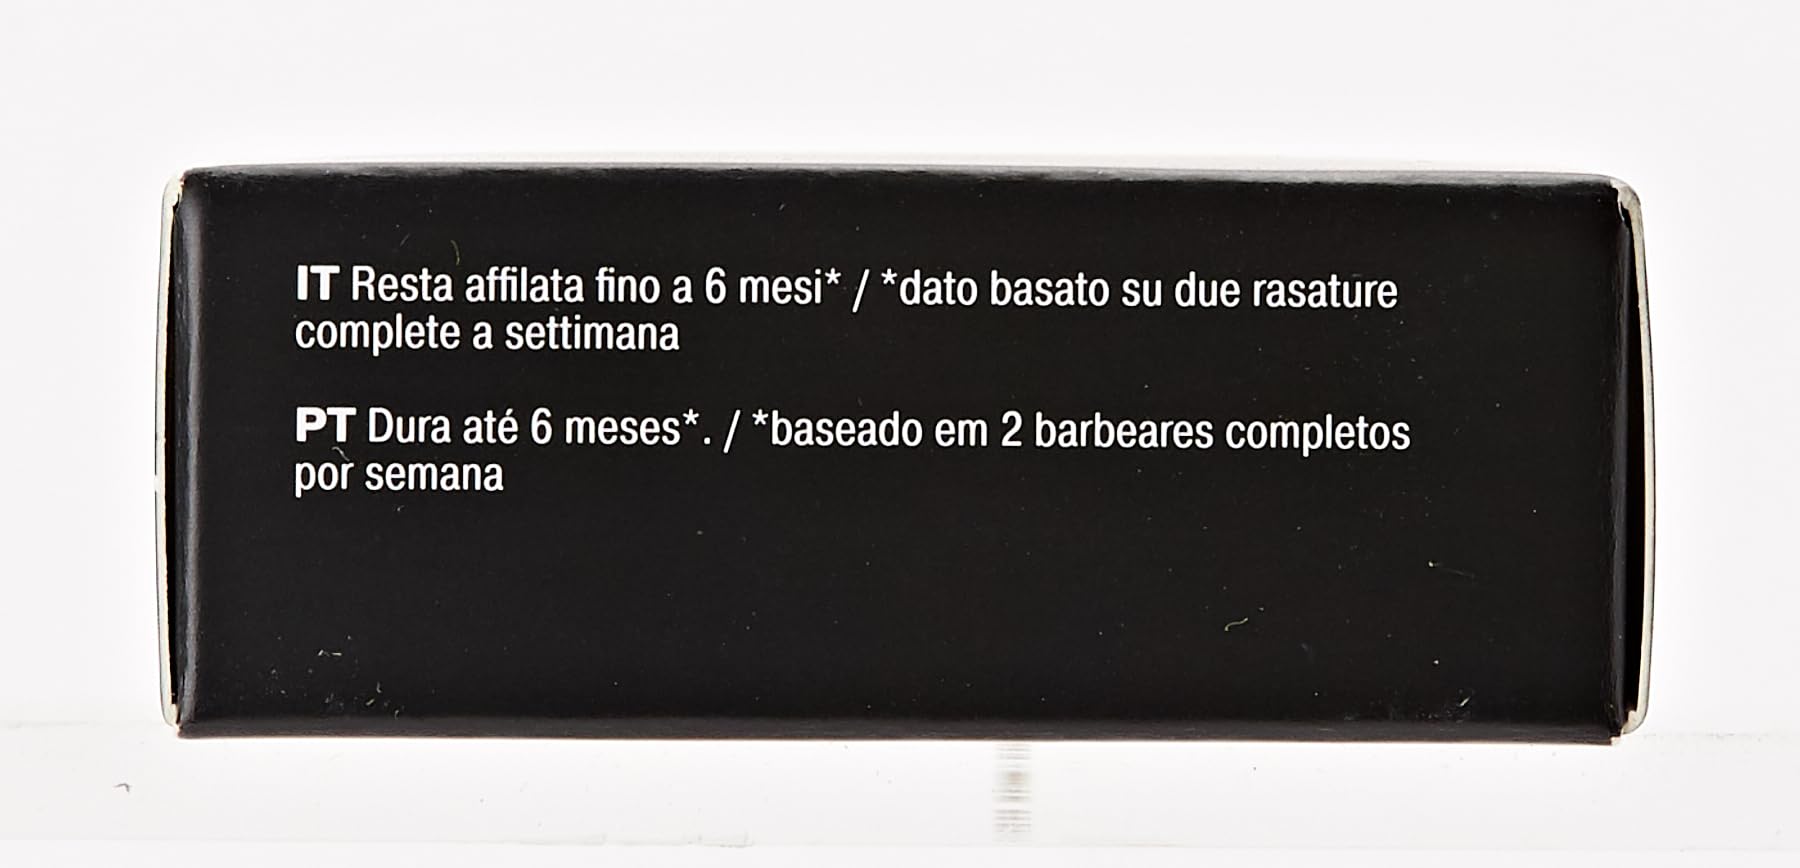 IT Resta affilata fino a 6 mesi* / *dato basato su due rasature
complete a settimana
PT Dura até 6 meses*. / *baseado em 2 barbeares completos
por semana